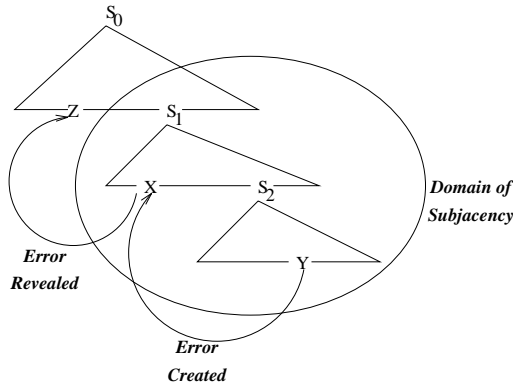 S0
Z S1
X S2
Domain of
Subjacency
Error
Revealed
Y
Error
Created